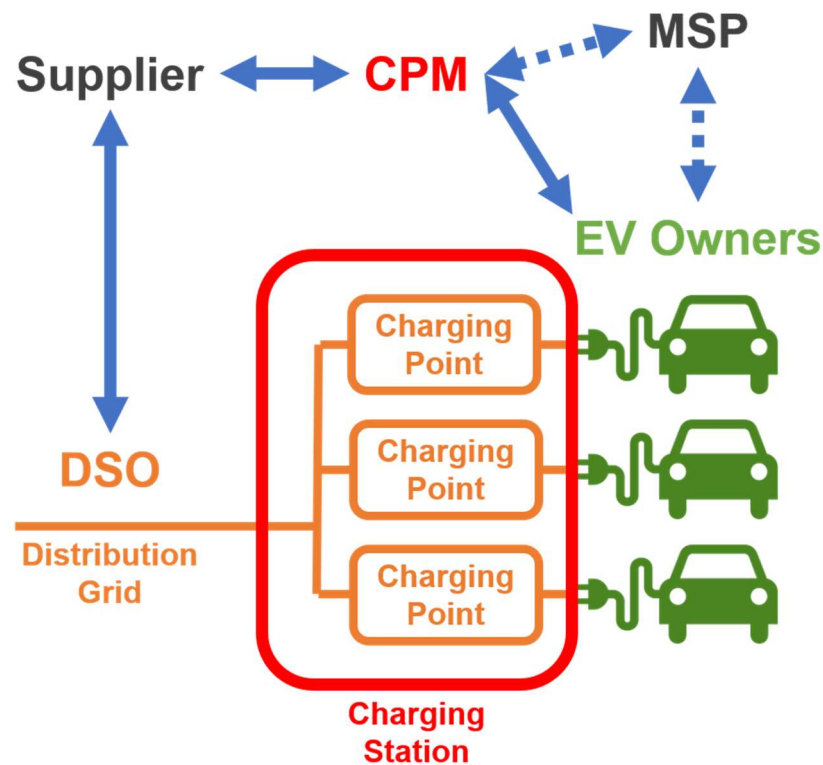 MSP
Supplier
CPM
EV Owners
Charging
Point
Charging
Point
DSO
Distribution
Grid
Charging
Point
Charging
Station